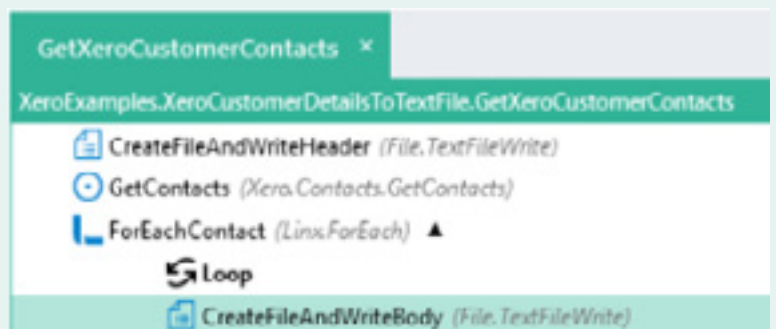 GetXeroCustomerContacts ×
XeroExamples.XeroCustomerDetailsToTextFile.GetXeroCustomerContacts
CreateFileAndWriteHeader (File.TextFileWrite)
GetContacts (Xero.Contacts.GetContacts)
ForEachContact (Linx.ForEach) ▲
Loop
CreateFileAndWriteBody (File.TextFileWrite)